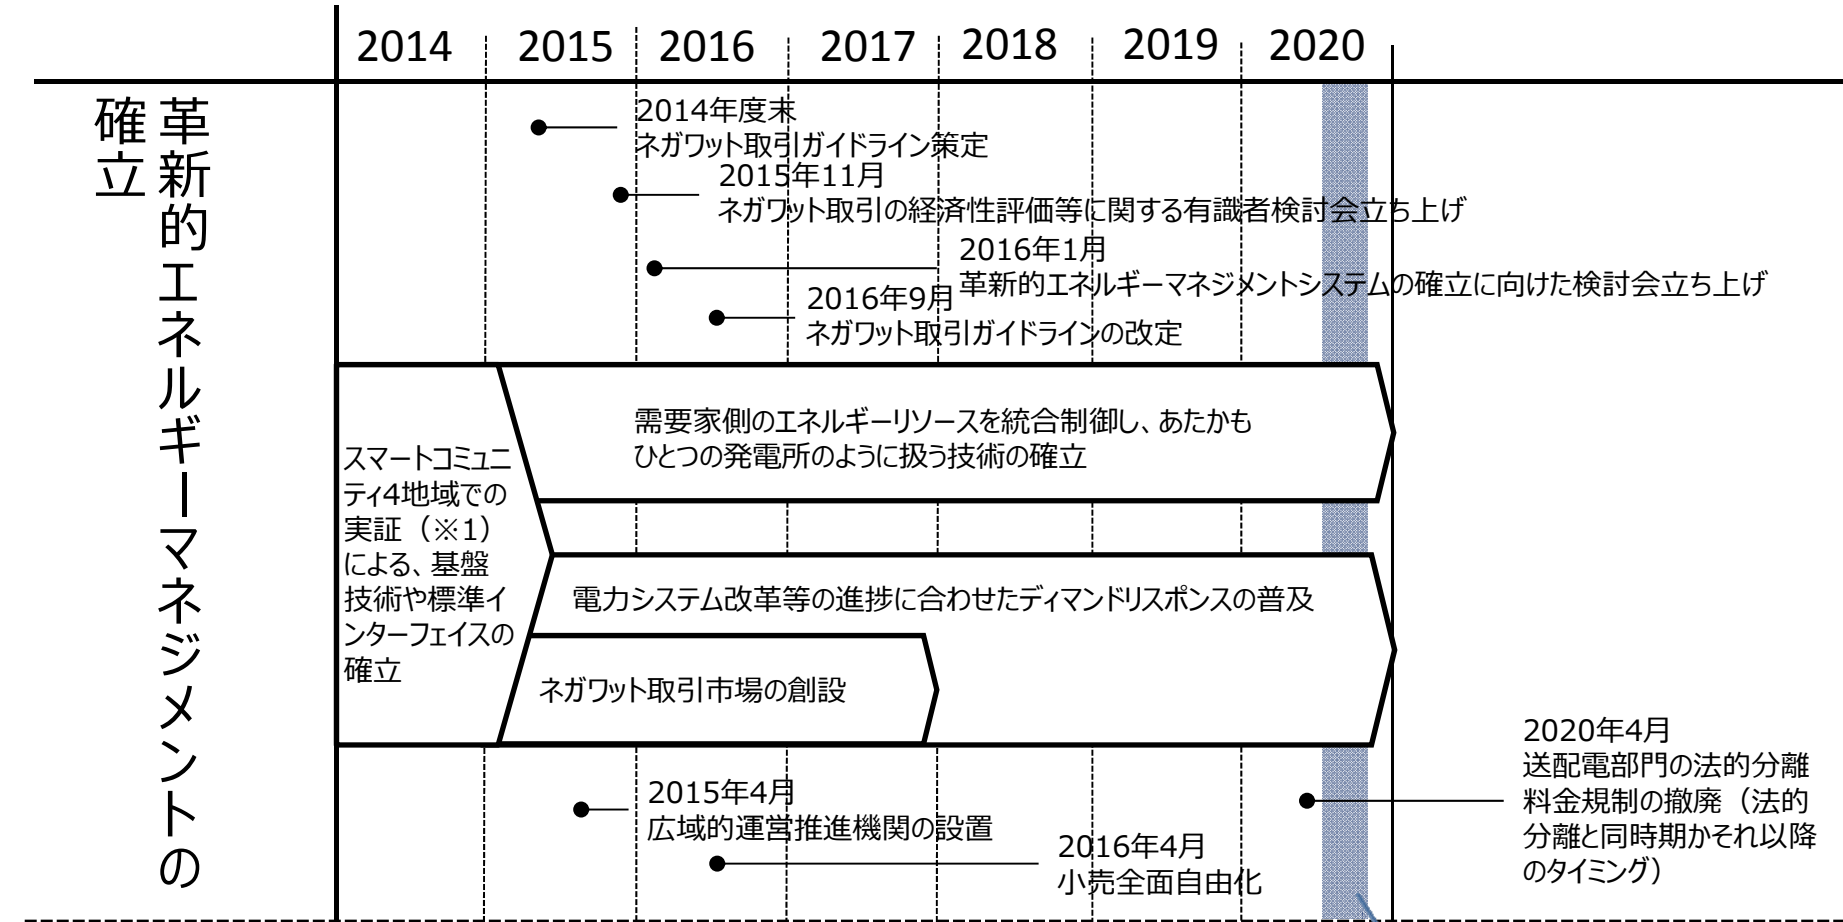 2014 2015 2016 2017 2018 2019 2020
革新的エネルギーマネジメントの
確立
2014年度末
ネガワット取引ガイドライン策定
2015年11月
ネガワット取引の経済性評価等に関する有識者検討会立ち上げ
2016年1月
革新的エネルギーマネジメントシステムの確立に向けた検討会立ち上げ
2016年9月
ネガワット取引ガイドラインの改定
スマートコミュニ
ティ4地域での
実証（※1）
による、基盤
技術や標準イ
ンターフェイスの
確立
需要家側のエネルギーリソースを統合制御し、あたかも
ひとつの発電所のように扱う技術の確立
電力システム改革等の進捗に合わせたディマンドリスポンスの普及
ネガワット取引市場の創設
2015年4月
広域的運営推進機関の設置
2016年4月
小売全面自由化
2020年4月
送配電部門の法的分離
料金規制の撤廃（法的
分離と同時期かそれ以降
のタイミング）